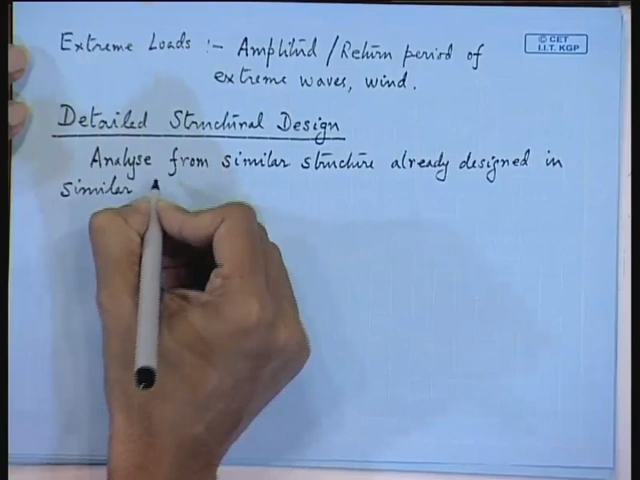 Extreme Loads :- Amplitud / Return period of
extreme waves, wind.
© CET
I.I.T. KGP
Detailed Structural Design
Analyse from similar structure already designed in
similar